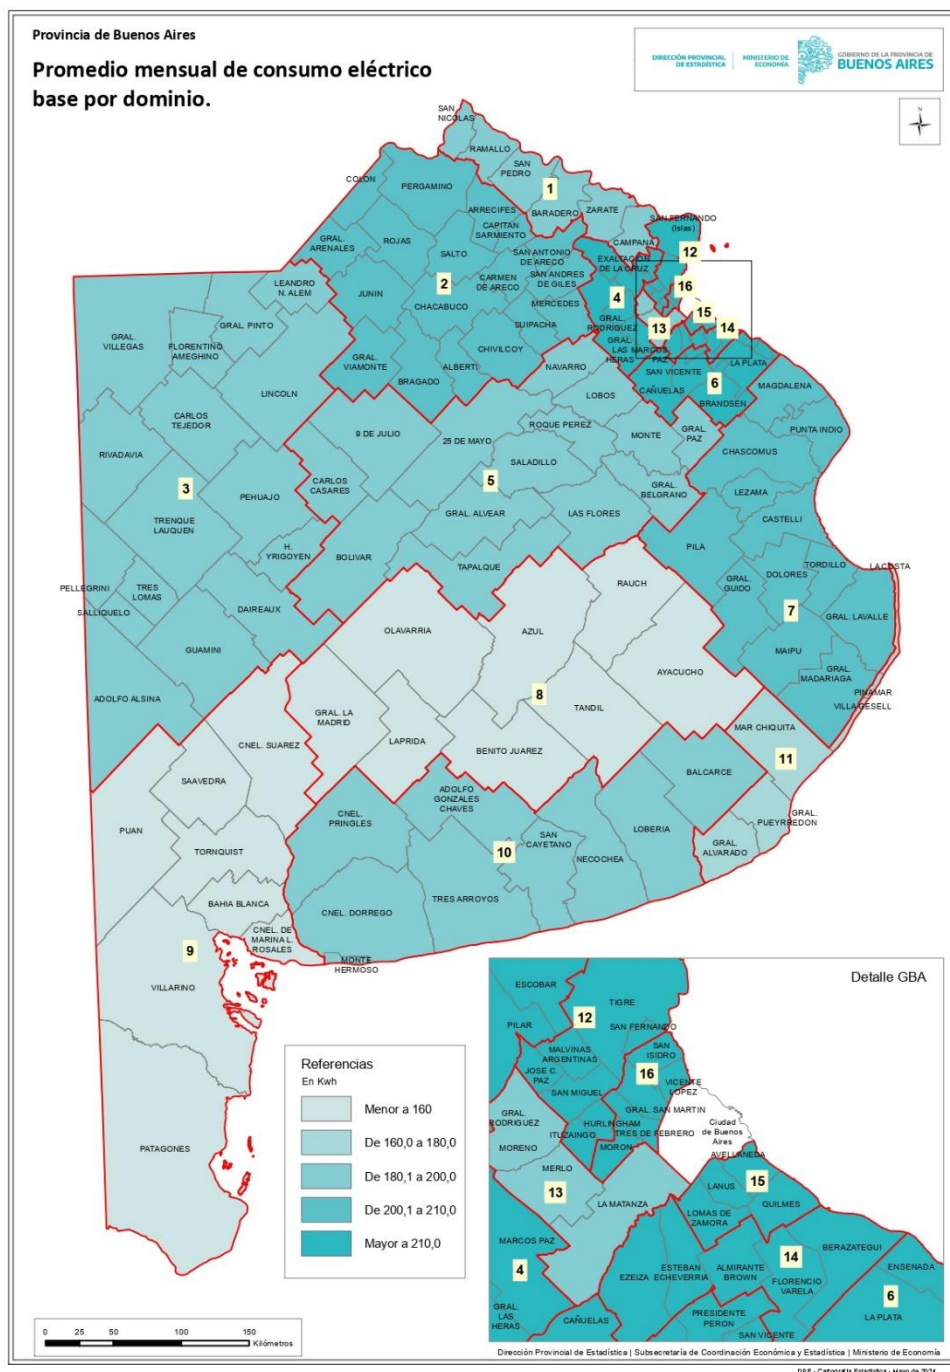 Provincia de Buenos Aires
Promedio mensual de consumo eléctrico
base por dominio.
DIRECCIÓN PROVINCIAL
DE ESTADÍSTICA
MINISTERIO DE
ECONOMÍA
GOBIERNO DE LA PROVINCIA DE
BUENOS AIRES
N
SAN
NICOLAS
RAMALLO
SAN
PEDRO
1
BARADERO
ZARATE
CAMPANA
COLON
PERGAMINO
ARRECIFES
CAPITAN
SARMIENTO
GRAL.
ARENALES
ROJAS
SALTO
SAN ANTONIO
DE ARECO
2
CARMEN
DE ARECO
SAN ANDRES
DE GILES
JUNIN
CHACABUCO
MERCEDES
SUIPACHA
CHIVILCOY
GRAL.
VIAMONTE
ALBERTI
BRAGADO
SAN FERNANDO
(Islas)
12
EXALTACION
DE LA CRUZ
16
4
15
GRAL.
RODRIGUEZ
13
14
GRAL.
LAS
HERAS
MARCOS
PAZ
LA PLATA
SAN VICENTE
6
CAÑUELAS
BRANDSEN
LEANDRO
N. ALEM
GRAL. PINTO
GRAL.
VILLEGAS
FLORENTINO
AMEGHINO
LINCOLN
CARLOS
TEJEDOR
RIVADAVIA
3
PEHUAJO
TRENQUE
LAUQUEN
H.
YRIGOYEN
PELLEGRINI
TRES
LOMAS
SALLIQUELO
DAIREAUX
GUAMINI
ADOLFO ALSINA
NAVARRO
LOBOS
9 DE JULIO
25 DE MAYO
ROQUE PEREZ
MONTE
GRAL.
PAZ
CARLOS
CASARES
5
SALADILLO
GRAL.
BELGRANO
GRAL. ALVEAR
LAS FLORES
BOLIVAR
TAPALQUE
MAGDALENA
PUNTA INDIO
CHASCOMUS
LEZAMA
CASTELLI
PILA
TORDILLO
LA COSTA
GRAL.
GUIDO
DOLORES
7
GRAL. LAVALLE
MAIPU
GRAL.
MADARIAGA
PINAMAR
VILLA GESELL
RAUCH
OLAVARRIA
AZUL
AYACUCHO
8
TANDIL
GRAL. LA
MADRID
LAPRIDA
BENITO JUAREZ
MAR CHIQUITA
11
GRAL.
PUEYRREDON
GRAL.
ALVARADO
CNEL. SUAREZ
SAAVEDRA
PUAN
TORNQUIST
BAHIA BLANCA
CNEL. DE
MARINA L.
ROSALES
9
VILLARINO
PATAGONES
BALCARCE
ADOLFO
GONZALES
CHAVES
CNEL.
PRINGLES
10
SAN
CAYETANO
LOBERIA
NECOCHEA
TRES ARROYOS
CNEL. DORREGO
MONTE
HERMOSO
Referencias
En Kwh
Menor a 160
De 160,0 a 180,0
De 180,1 a 200,0
De 200,1 a 210,0
Mayor a 210,0
0 25 50 100 150
Kilómetros
Detalle GBA
ESCOBAR
TIGRE
12
PILAR
SAN FERNANDO
MALVINAS
ARGENTINAS
SAN
ISIDRO
JOSE C.
PAZ
16
VICENTE
LOPEZ
SAN MIGUEL
GRAL.
RODRIGUEZ
GRAL. SAN MARTIN
HURLINGHAM
Ciudad
de Buenos
Aires
ITUZAINGO
TRES DE FEBRERO
MORENO
MORON
AVELLANEDA
MERLO
LANUS
15
13
LA MATANZA
QUILMES
LOMAS DE
ZAMORA
MARCOS PAZ
BERAZATEGUI
4
EZEIZA
ESTEBAN
ECHEVERRIA
ALMIRANTE
BROWN
14
FLORENCIO
VARELA
ENSENADA
6
GRAL.
LAS
HERAS
CAÑUELAS
PRESIDENTE
PERON
LA PLATA
SAN VICENTE
Dirección Provincial de Estadística | Subsecretaría de Coordinación Económica y Estadística | Ministerio de Economía
DPE - Cartografía Estadística - Mayo de 2024